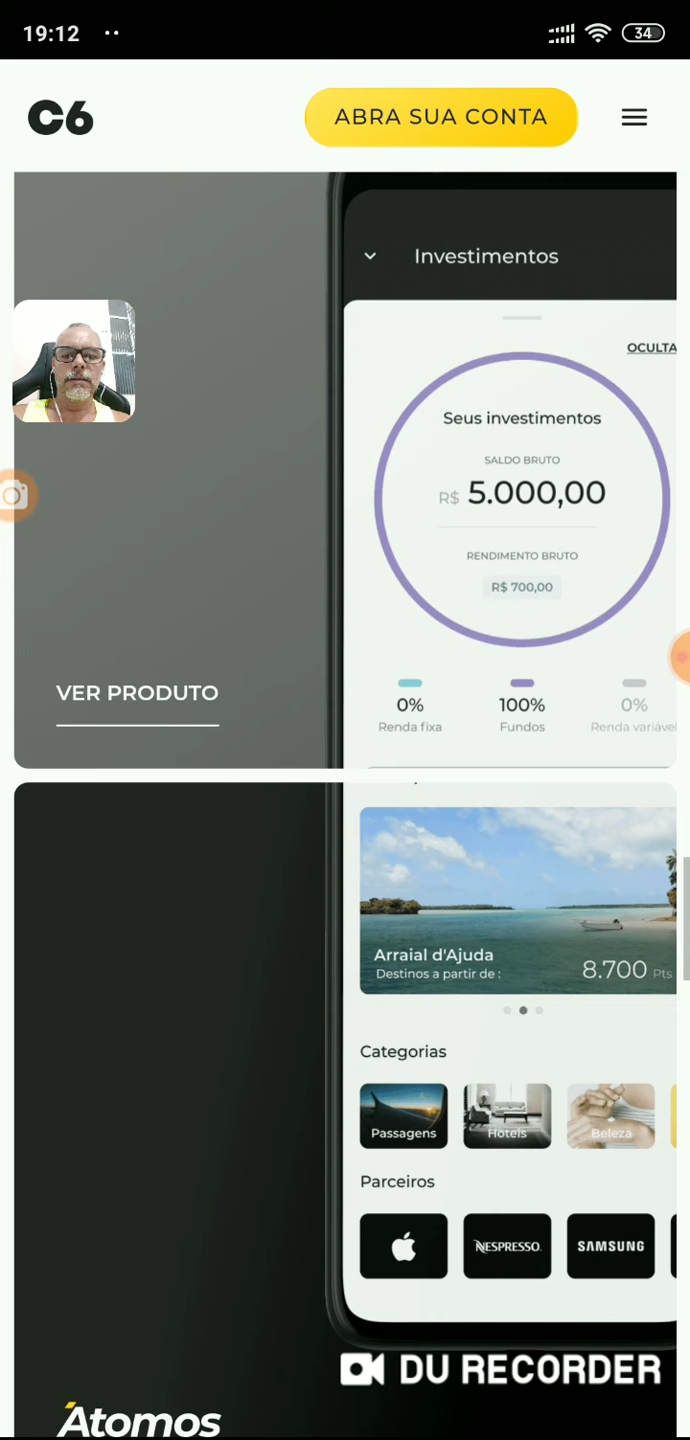 19:12
34
C6
ABRA SUA CONTA
Investimentos
OCULTA
Seus investimentos
SALDO BRUTO
R$ 5.000,00
RENDIMENTO BRUTO
R$ 700,00
0%
100%
0%
Renda fixa
Fundos
Renda variável
VER PRODUTO
Arraial d'Ajuda
Destinos a partir de :
8.700 Pts
Categorias
Passagens
Hotéis
Beleza
Parceiros
NESPRESSO.
SAMSUNG
DU RECORDER
Átomos